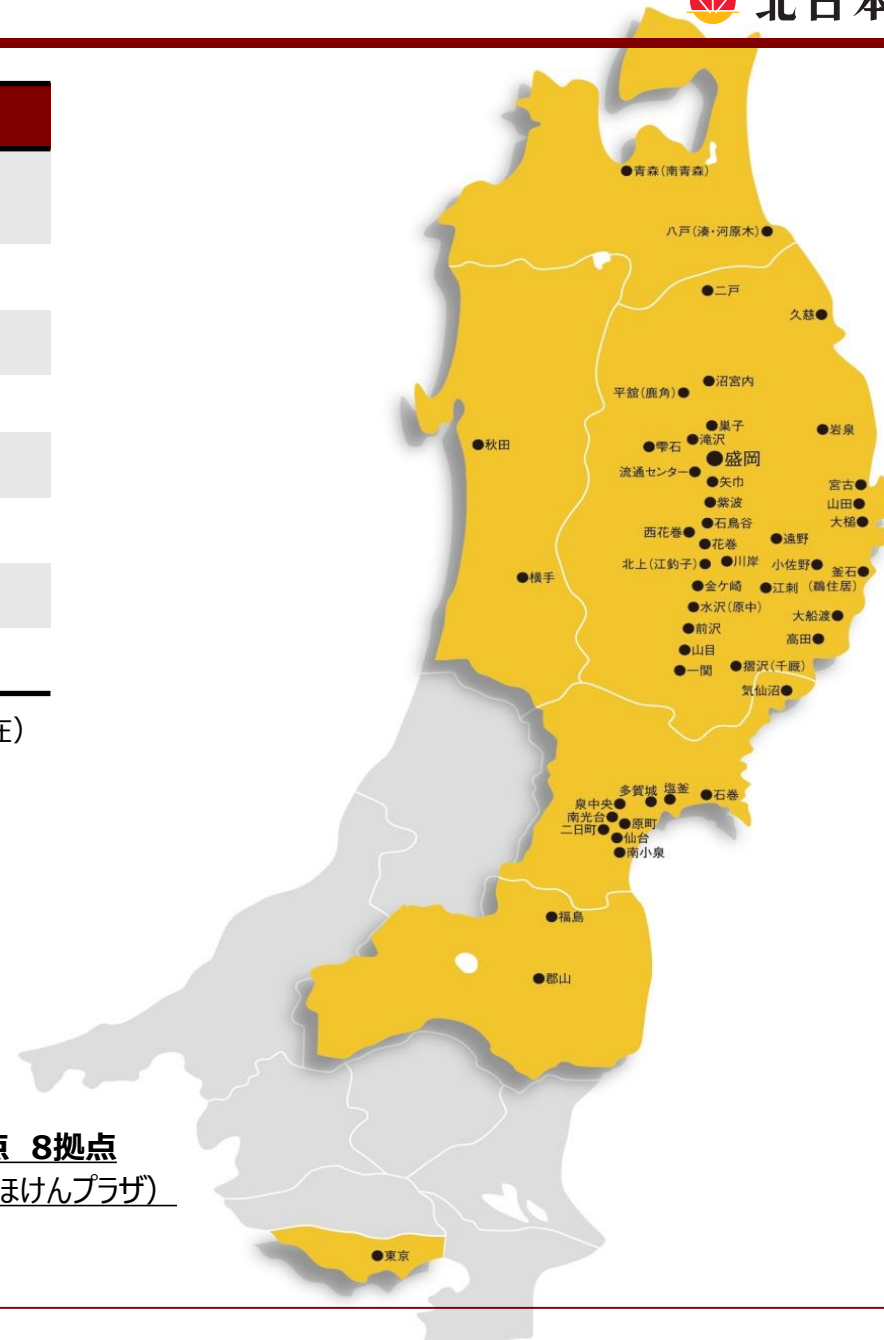 北日本
●青森(南青森)
八戸(湊・河原木)●
●二戸
久慈●
●沼宮内
平舘(鹿角)●
●巣子
●岩泉
●滝沢
●秋田
●雫石
●盛岡
流通センター●
●矢巾
宮古●
●紫波
山田●
●石鳥谷
大槌●
西花巻●
●遠野
●花巻
北上(江釣子)●
●川岸
小佐野●
釜石●
(鵜住居)
●横手
●金ケ崎
●江刺
●水沢(原中)
大船渡●
●前沢
高田●
●山目
●一関
●摺沢(千厩)
気仙沼●
在)
多賀城
塩釜
●石巻
泉中央●
南光台●
●原町
二日町●
●仙台
●南小泉
●福島
●郡山
点 8拠点
ほけんプラザ)
●東京